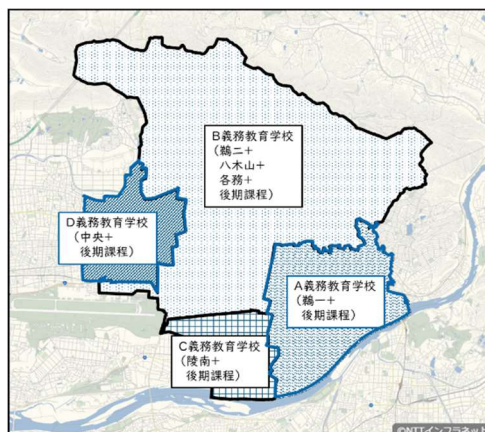 B義務教育学校
(鵜二+
八木山+
各務+
後期課程)
D義務教育学校
(中央+
後期課程)
A義務教育学校
(鵜一+
後期課程)
C義務教育学校
(陵南+
後期課程)
©NTTインフラネット